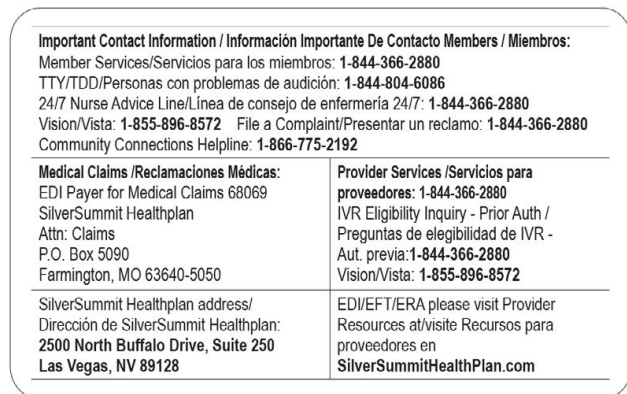 Important Contact Information / Información Importante De Contacto Members / Miembros:
Member Services/Servicios para los miembros: 1-844-366-2880
TTY/TDD/Personas con problemas de audición: 1-844-804-6086
24/7 Nurse Advice Line/Línea de consejo de enfermería 24/7: 1-844-366-2880
Vision/Vista: 1-855-896-8572 File a Complaint/Presentar un reclamo: 1-844-366-2880
Community Connections Helpline: 1-866-775-2192
Medical Claims /Reclamaciones Médicas:
EDI Payer for Medical Claims 68069
SilverSummit Healthplan
Attn: Claims
P.O. Box 5090
Farmington, MO 63640-5050
Provider Services /Servicios para
proveedores: 1-844-366-2880
IVR Eligibility Inquiry - Prior Auth /
Preguntas de elegibilidad de IVR -
Aut. previa:1-844-366-2880
Vision/Vista: 1-855-896-8572
SilverSummit Healthplan address/
Dirección de SilverSummit Healthplan:
2500 North Buffalo Drive, Suite 250
Las Vegas, NV 89128
EDI/EFT/ERA please visit Provider
Resources at/visite Recursos para
proveedores en
SilverSummitHealthPlan.com